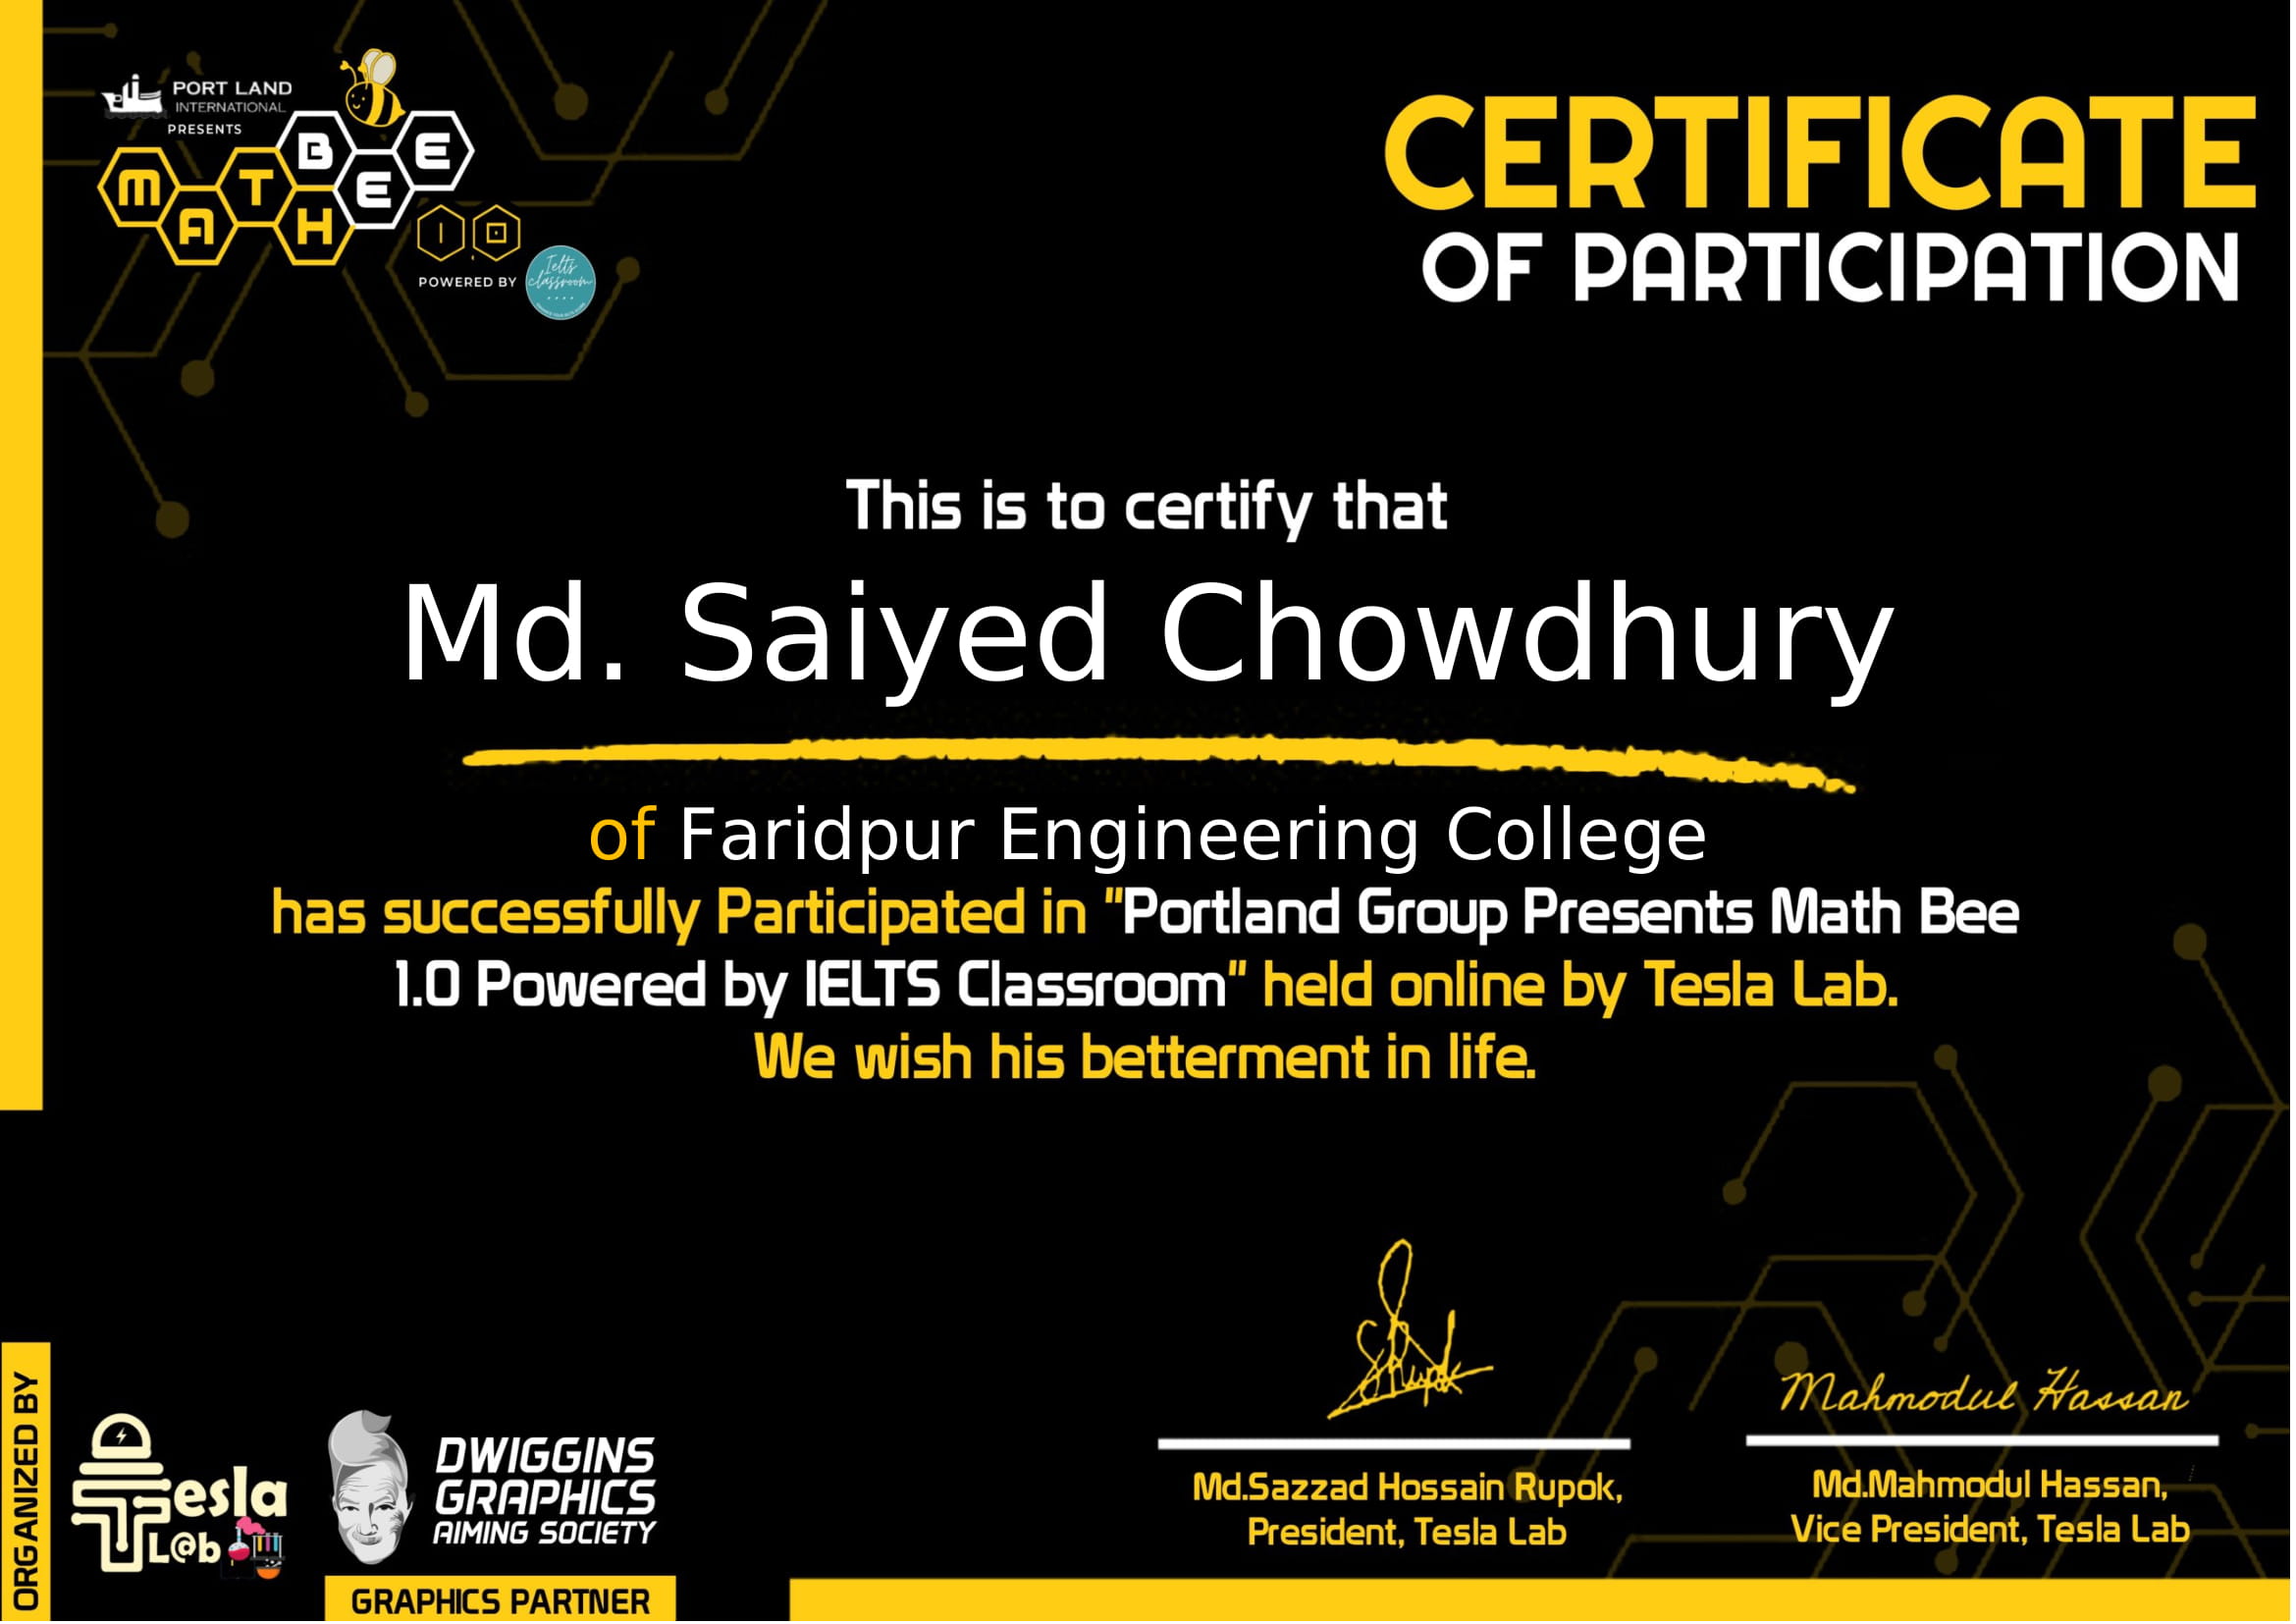 PORT LAND
INTERNATIONAL
PRESENTS
MATH BEE
1.0
POWERED BY
Ielts
classroom
CERTIFICATE
OF PARTICIPATION
This is to certify that
Md. Saiyed Chowdhury
of Faridpur Engineering College
has successfully Participated in "Portland Group Presents Math Bee
1.0 Powered by IELTS Classroom" held online by Tesla Lab.
We wish his betterment in life.
Mahmodul Hassan
Md.Sazzad Hossain Rupok,
President, Tesla Lab
Md.Mahmodul Hassan,
Vice President, Tesla Lab
ORGANIZED BY
Tesla
L@b
DWIGGINS
GRAPHICS
AIMING SOCIETY
GRAPHICS PARTNER